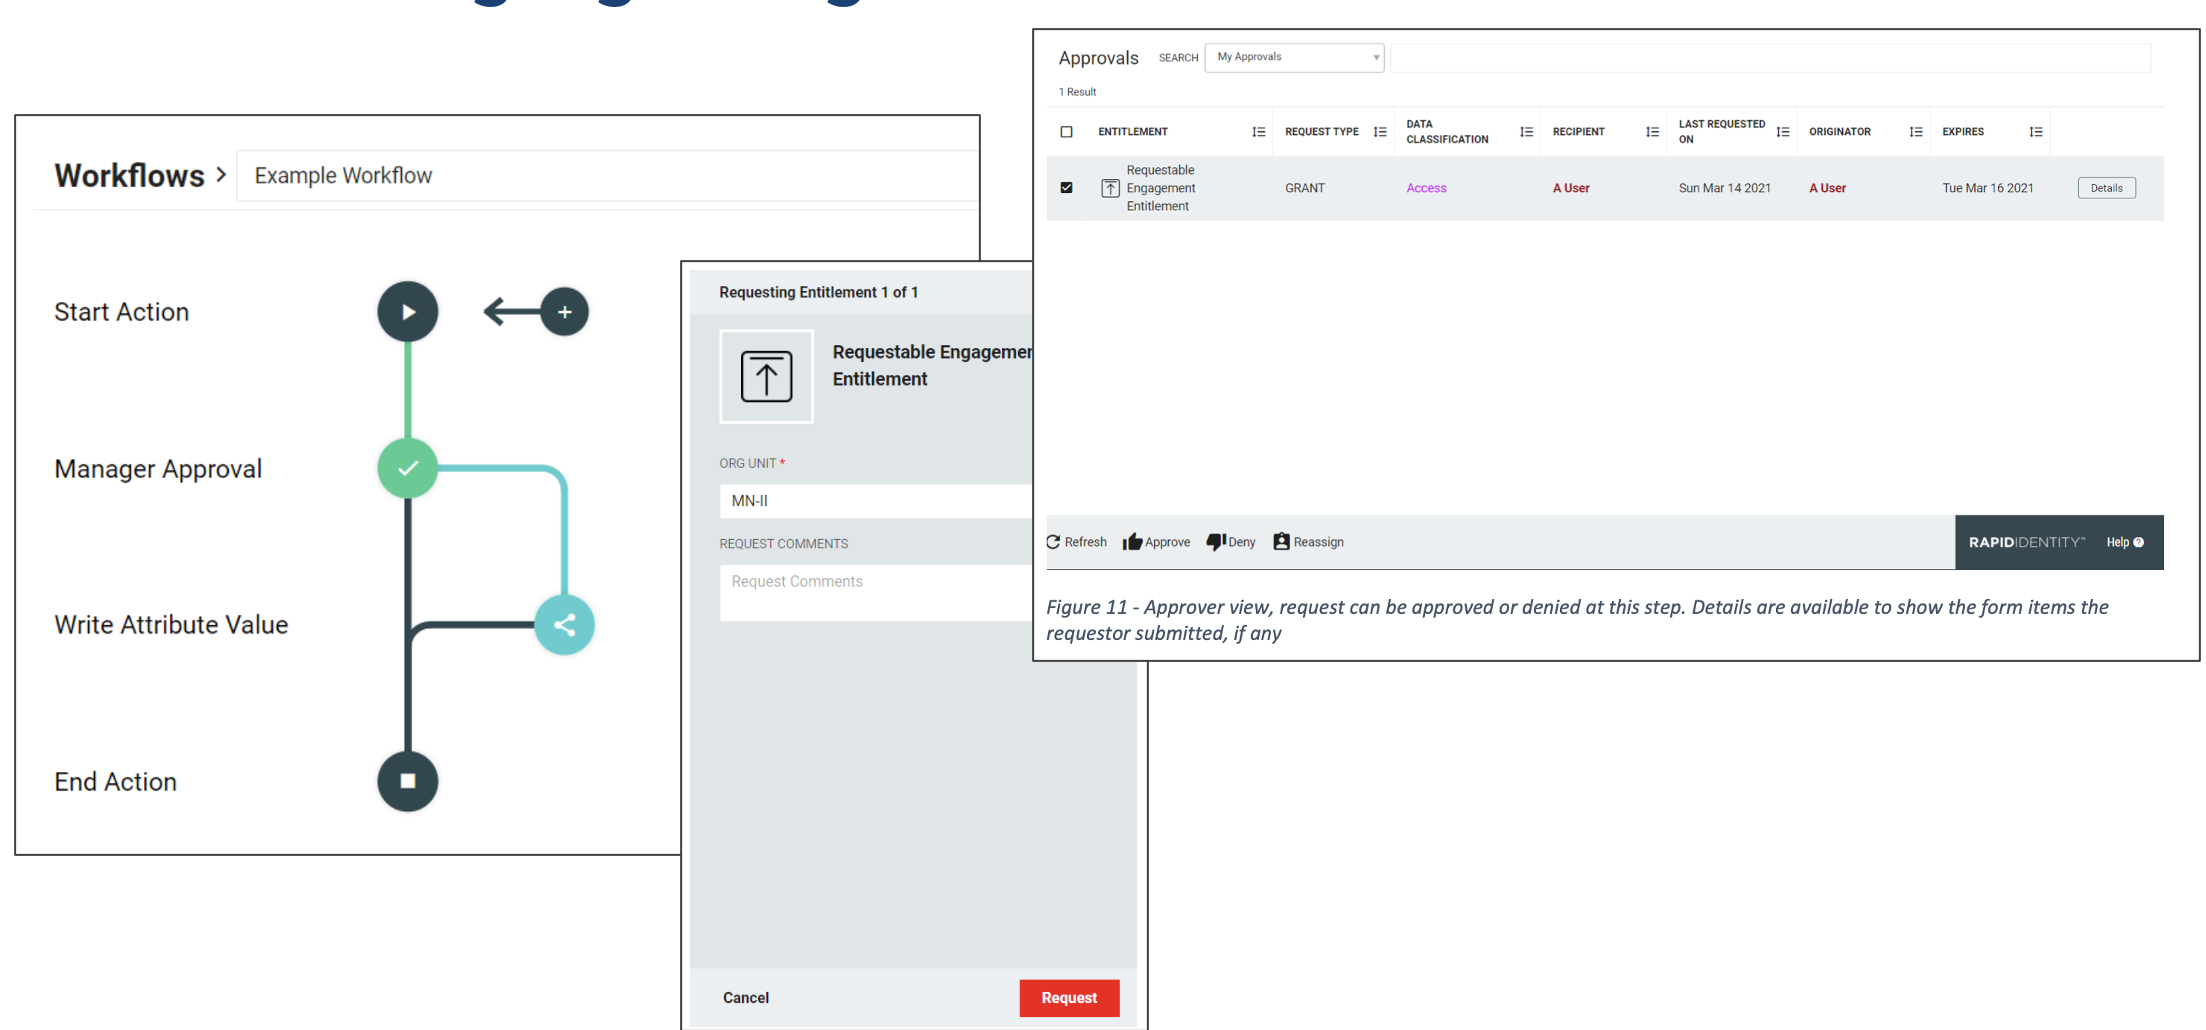 Workflows >
Example Workflow
Start Action
Manager Approval
Write Attribute Value
End Action
Requesting Entitlement 1 of 1
Requestable
Entitlement
ORG UNIT *
MN-II
REQUEST COMMENTS
Request Comments
Cancel
Request
Approvals
SEARCH
My Approvals
1 Result
ENTITLEMENT
REQUEST TYPE
DATA
CLASSIFICATION
RECIPIENT
LAST REQUESTED
ON
ORIGINATOR
EXPIRES
Requestable
Engagement
Entitlement
GRANT
Access
A User
Sun Mar 14 2021
A User
Tue Mar 16 2021
Details
Refresh
Approve
Deny
Reassign
RAPIDIDENTITY™
Help
Figure 11 - Approver view, request can be approved or denied at this step. Details are available to show the form items the
requestor submitted, if any